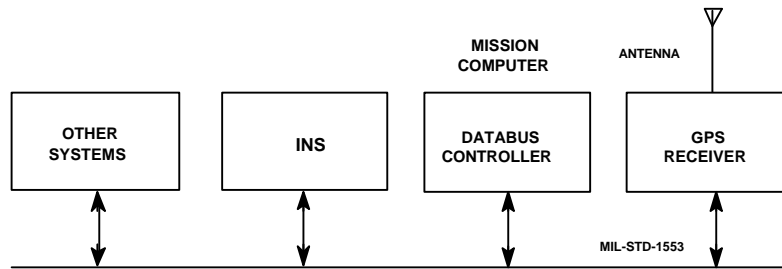 MISSION
COMPUTER
ANTENNA
OTHER
SYSTEMS
INS
DATABUS
CONTROLLER
GPS
RECEIVER
MIL-STD-1553